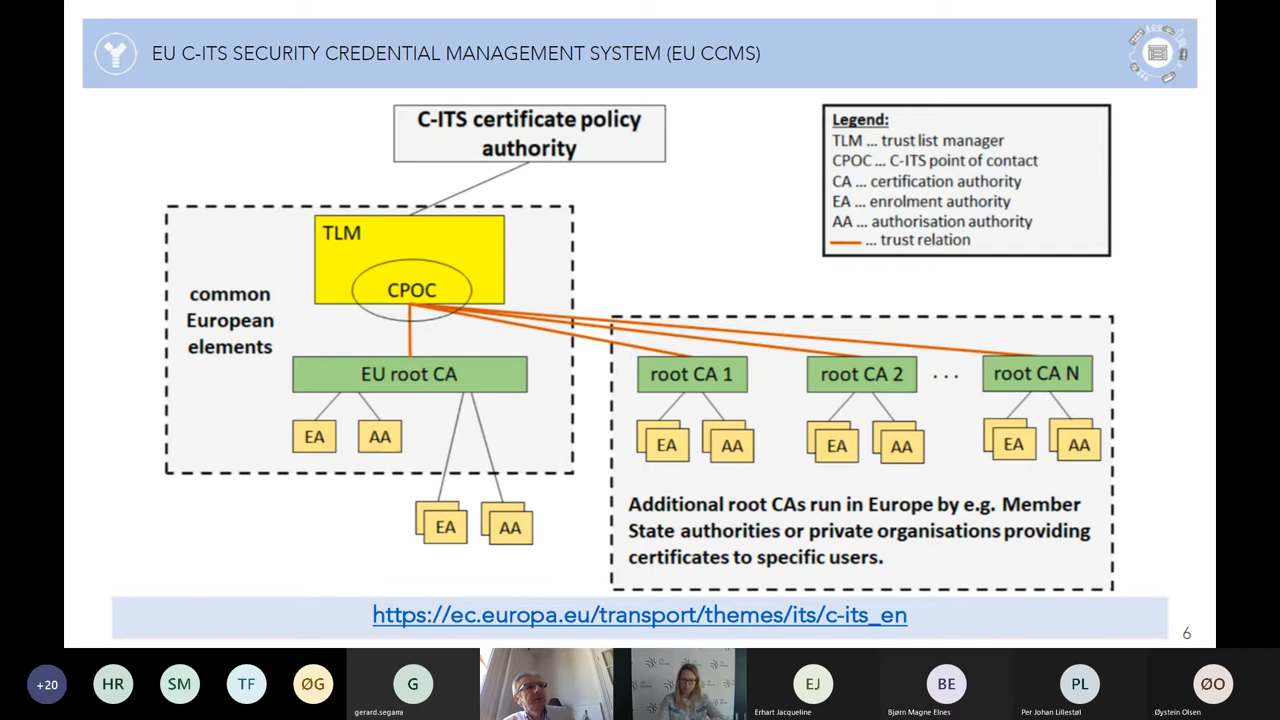 EU C-ITS SECURITY CREDENTIAL MANAGEMENT SYSTEM (EU CCMS)
C-ITS certificate policy
authority
Legend:
TLM ... trust list manager
CPOC ... C-ITS point of contact
CA ... certification authority
EA ... enrolment authority
AA ... authorisation authority
... trust relation
TLM
CPOC
common
European
elements
EU root CA
EA
AA
EA
AA
root CA 1
root CA 2
. . .
root CA N
EA
AA
EA
AA
EA
AA
Additional root CAs run in Europe by e.g. Member
State authorities or private organisations providing
certificates to specific users.
https://ec.europa.eu/transport/themes/its/c-its_en
6
+20
HR
SM
TF
ØG
G
gerard.segarra
EJ
Erhart Jacqueline
BE
Bjørn Magne Elnes
PL
Per Johan Lillestøl
ØO
Øystein Olsen